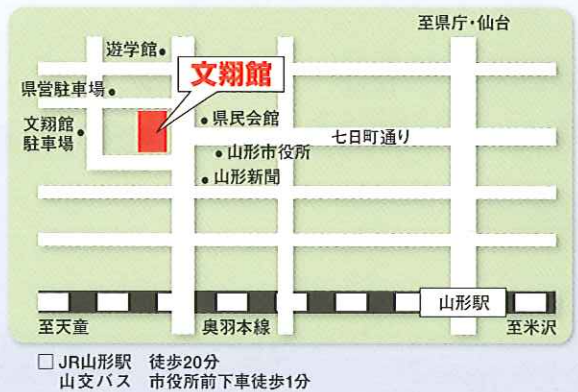 至県庁・仙台
遊学館
文翔館
県営駐車場
文翔館
駐車場
県民会館
七日町通り
山形市役所
山形新聞
山形駅
至天童
奥羽本線
至米沢
□JR山形駅 徒歩20分
山交バス 市役所前下車徒歩1分